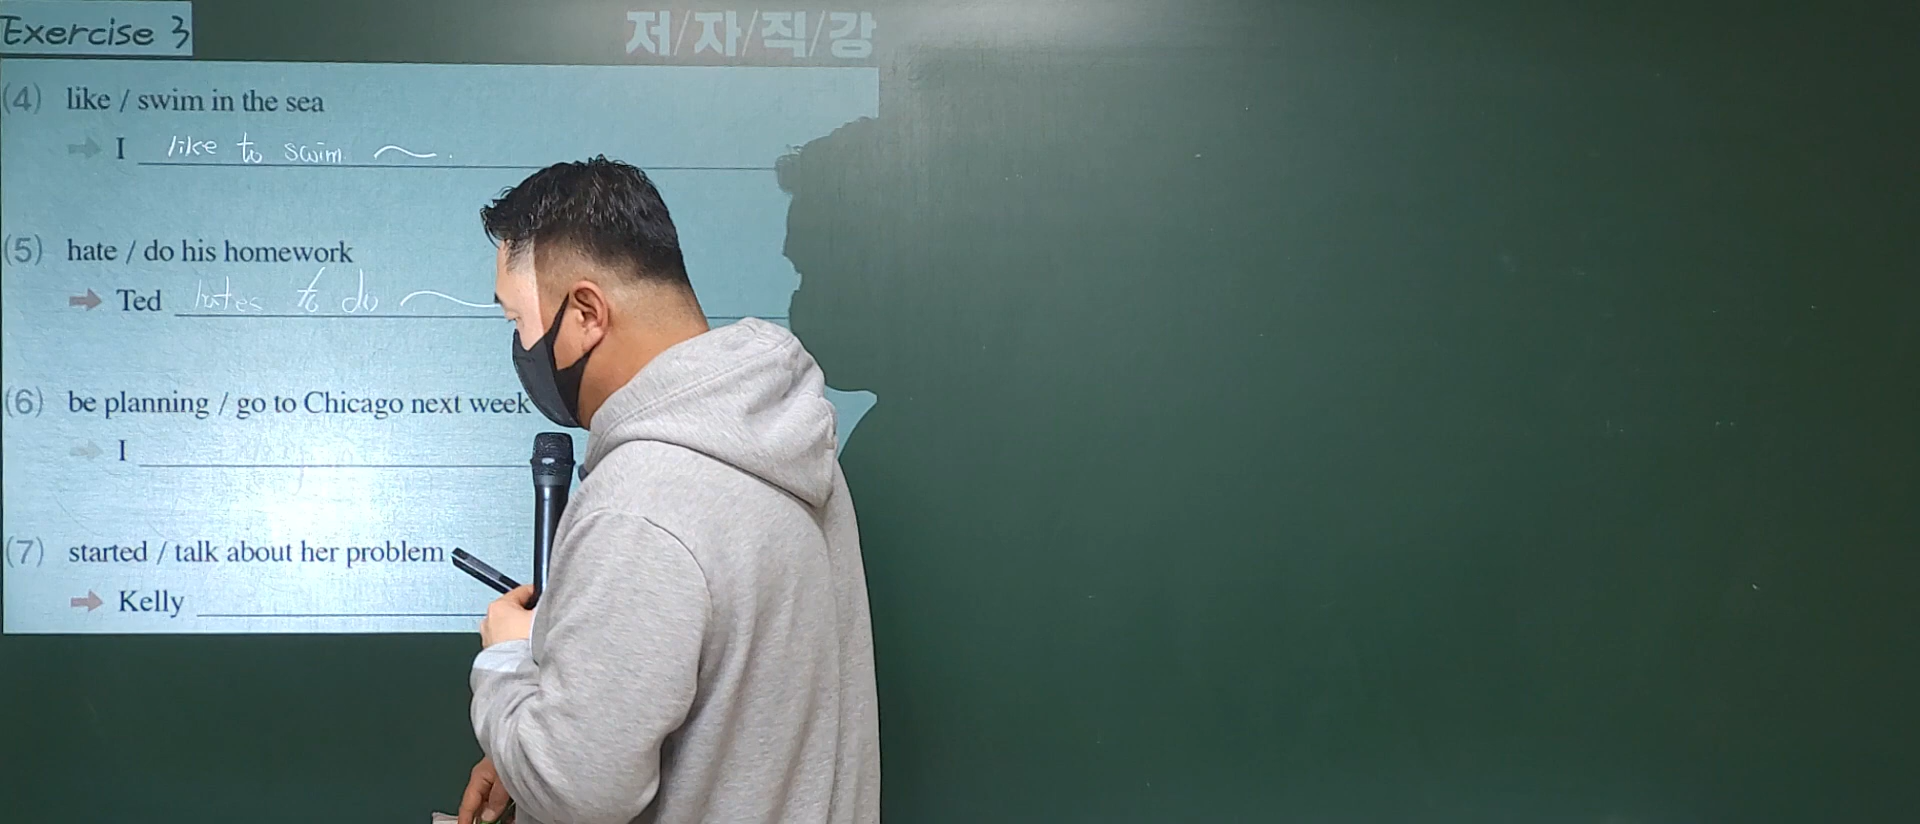 Exercise 3
저/자/직/강
(4) like / swim in the sea
I like to swim ~.
(5) hate / do his homework
Ted hates to do ~
(6) be planning / go to Chicago next week
I
(7) started / talk about her problem
Kelly